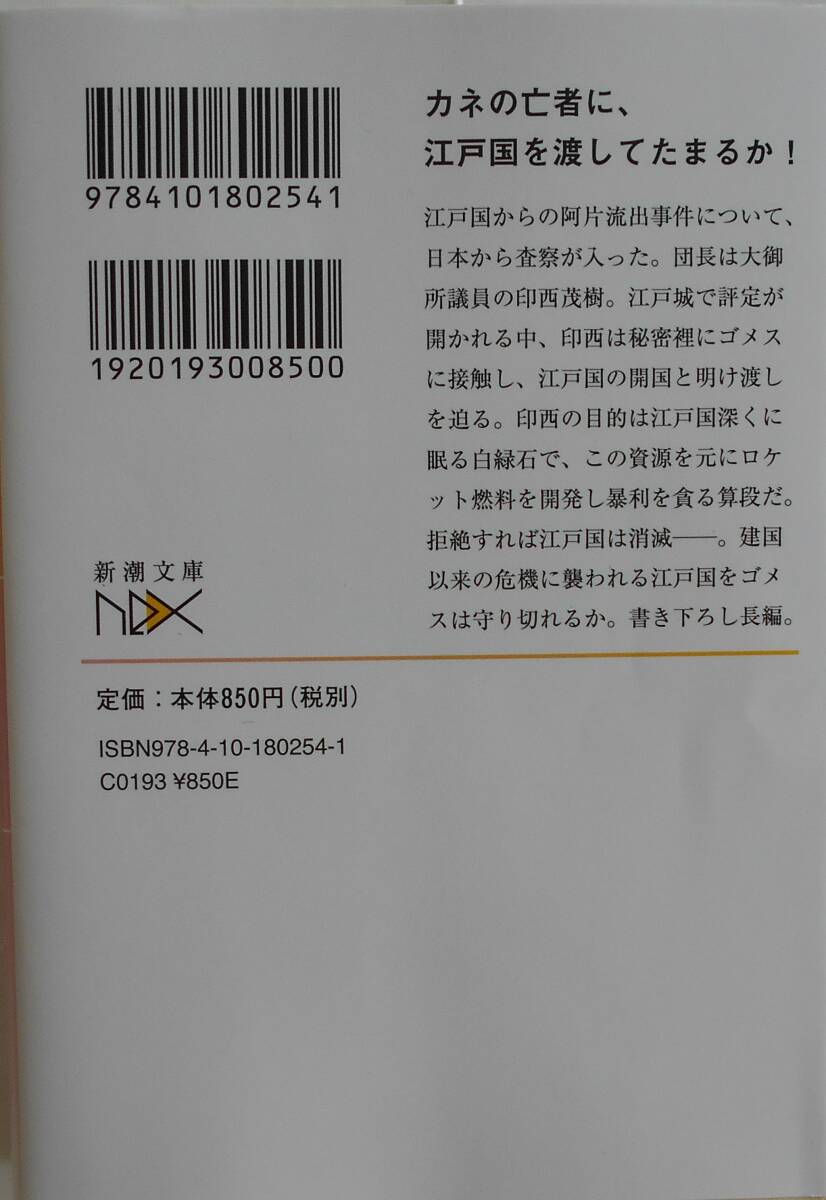 9784101802541
1920193008500
カネの亡者に、
江戸国を渡してたまるか！
江戸国からの阿片流出事件について、
日本から査察が入った。団長は大御
所議員の印西茂樹。江戸城で評定が
開かれる中、印西は秘密裡にゴメス
に接触し、江戸国の開国と明け渡し
を迫る。印西の目的は江戸国深くに
眠る白緑石で、この資源を元にロケ
ット燃料を開発し暴利を貪る算段だ。
拒絶すれば江戸国は消滅――。建国
以来の危機に襲われる江戸国をゴメ
スは守り切れるか。書き下ろし長編。
新潮文庫
nex
定価：本体850円（税別）
ISBN978-4-10-180254-1
C0193 ¥850E